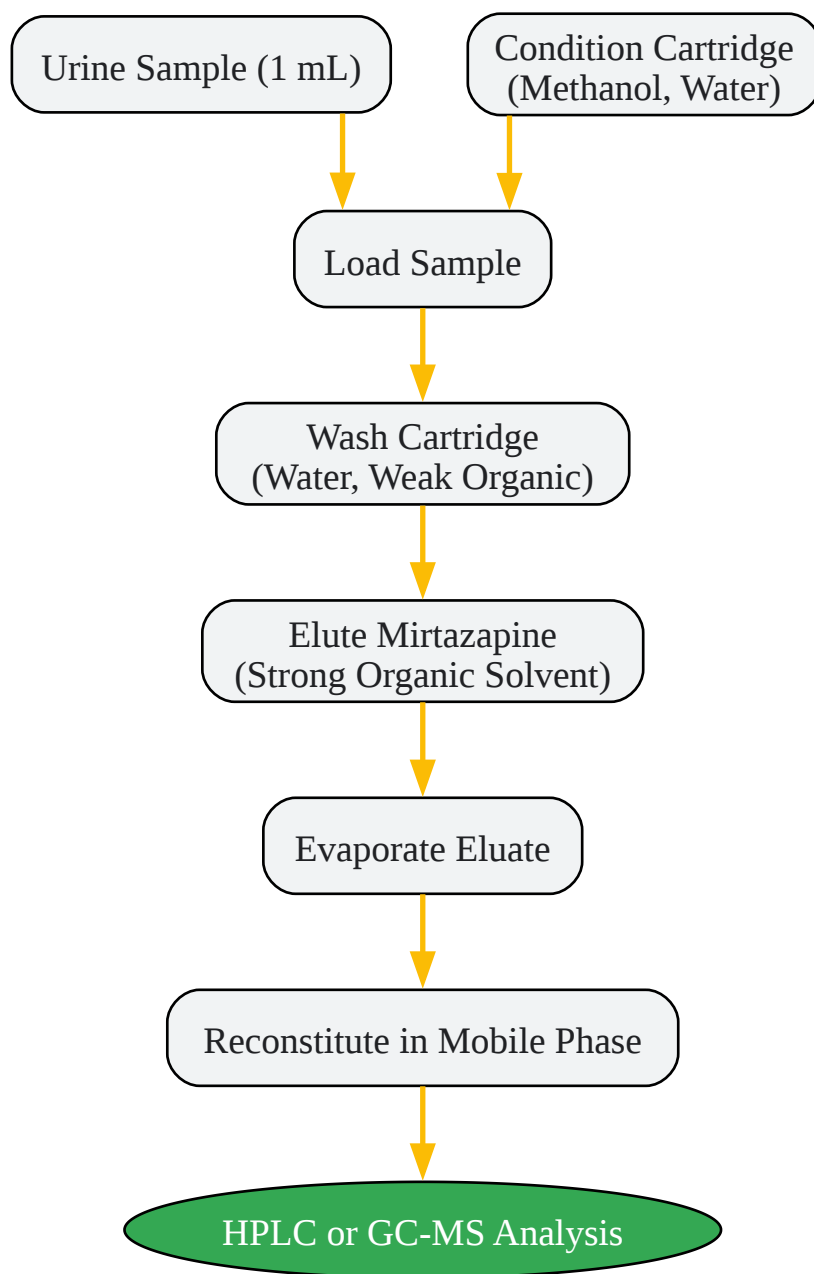 Urine Sample (1 mL)
Condition Cartridge
(Methanol, Water)
Load Sample
Wash Cartridge
(Water, Weak Organic)
Elute Mirtazapine
(Strong Organic Solvent)
Evaporate Eluate
Reconstitute in Mobile Phase
HPLC or GC-MS Analysis